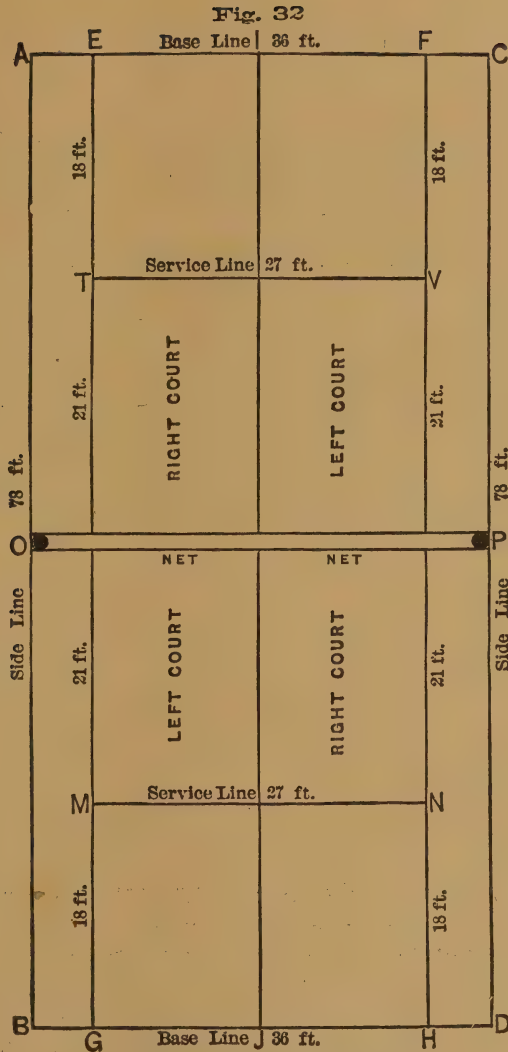 Fig. 32
A E Base Line 36 ft. F C
18 ft. 18 ft.
T Service Line 27 ft. V
21 ft. RIGHT COURT LEFT COURT 21 ft.
78 ft. 78 ft.
O P
NET NET
Side Line 21 ft. LEFT COURT RIGHT COURT 21 ft. Side Line
M Service Line 27 ft. N
18 ft. 18 ft.
B G Base Line J 36 ft. H D